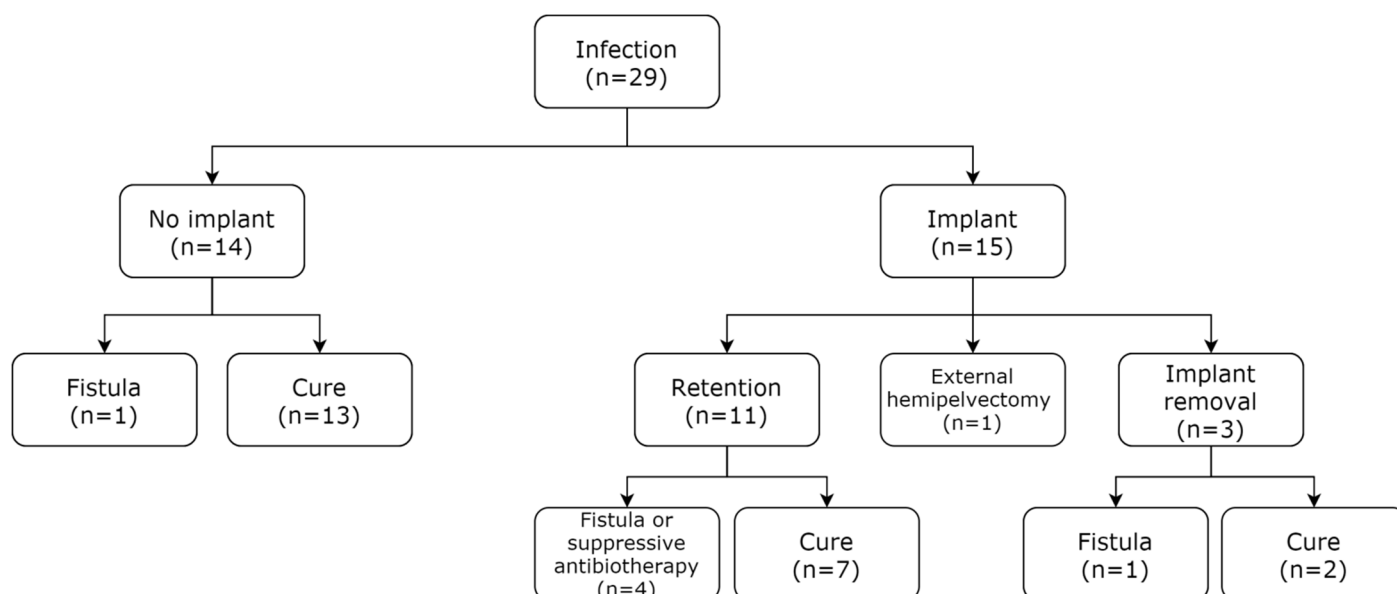 Infection
(n=29)
No implant
(n=14)
Implant
(n=15)
Fistula
(n=1)
Cure
(n=13)
Retention
(n=11)
External
hemipelvectomy
(n=1)
Implant
removal
(n=3)
Fistula or
suppressive
antibiotherapy
(n=4)
Cure
(n=7)
Fistula
(n=1)
Cure
(n=2)